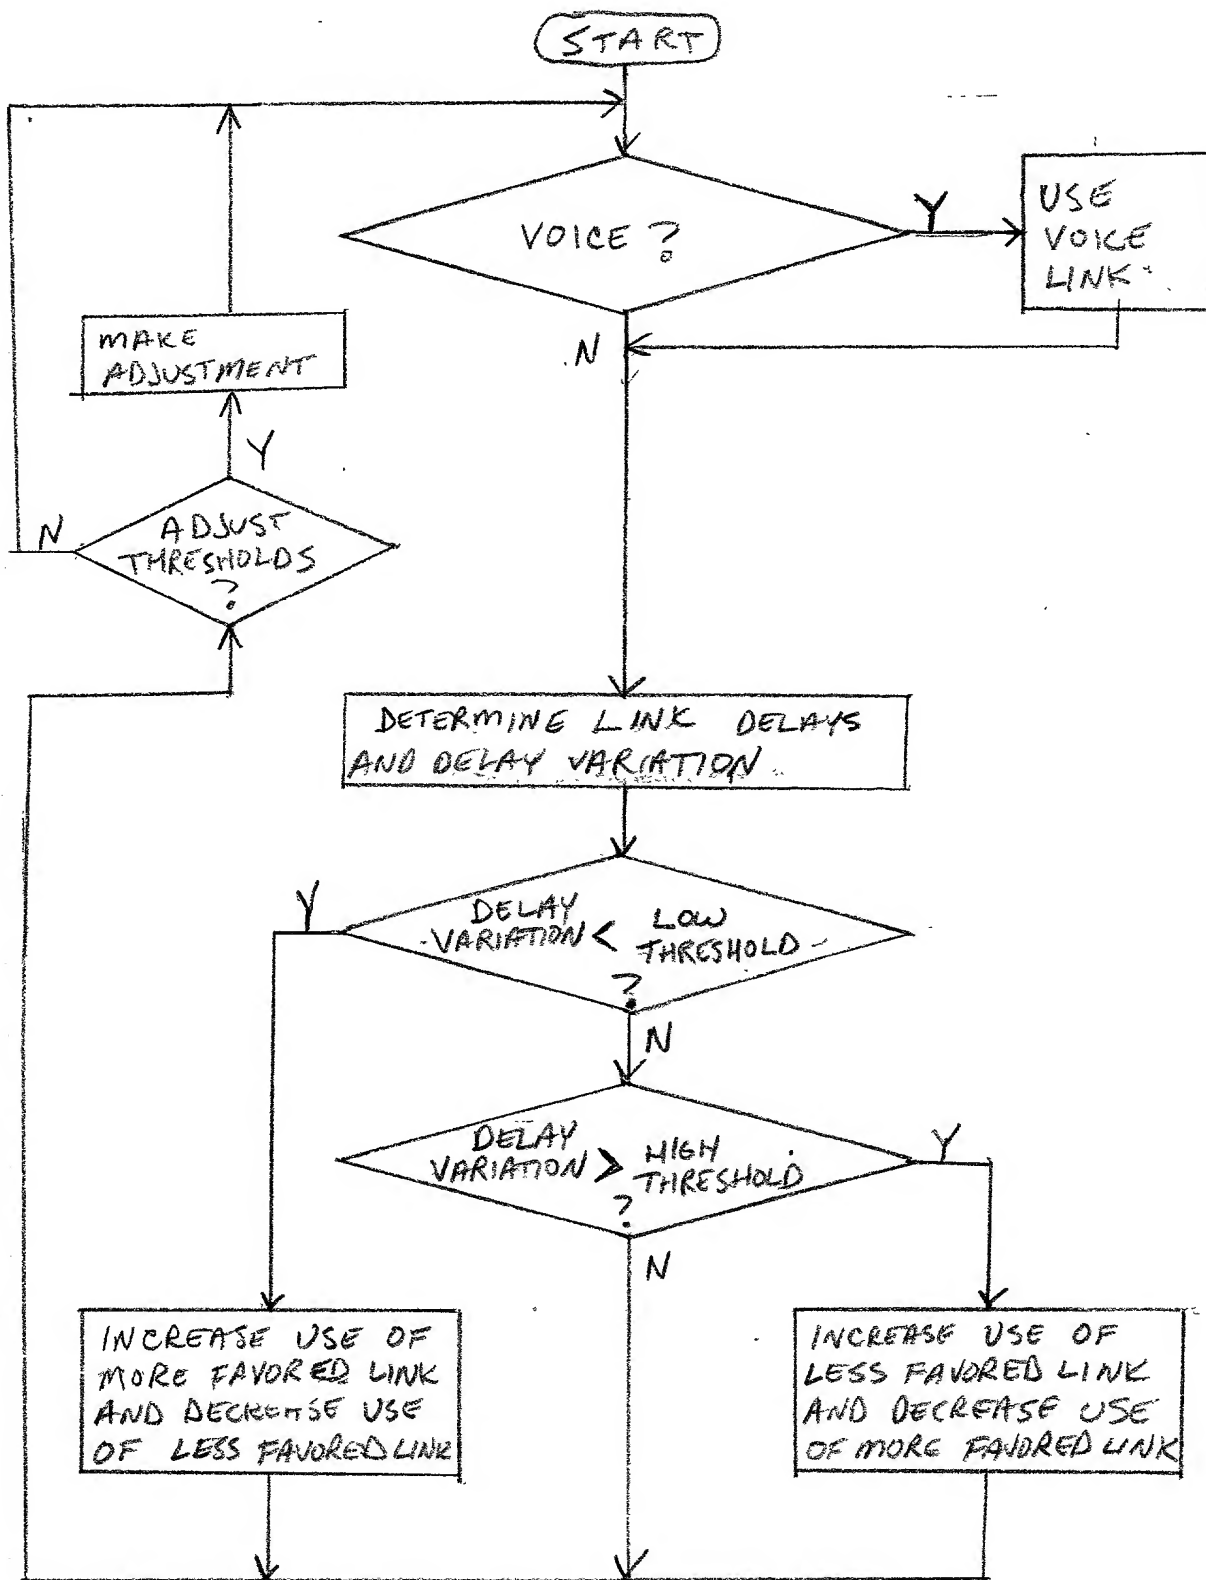 START
VOICE ?
Y
USE
VOICE
LINK
N
MAKE
ADJUSTMENT
Y
N
ADJUST
THRESHOLDS
?
DETERMINE LINK DELAYS
AND DELAY VARIATION
Y
DELAY
VARIATION < LOW
THRESHOLD
?
N
DELAY
VARIATION > HIGH
THRESHOLD
?
Y
N
INCREASE USE OF
MORE FAVORED LINK
AND DECREASE USE
OF LESS FAVORED LINK
INCREASE USE OF
LESS FAVORED LINK
AND DECREASE USE
OF MORE FAVORED LINK